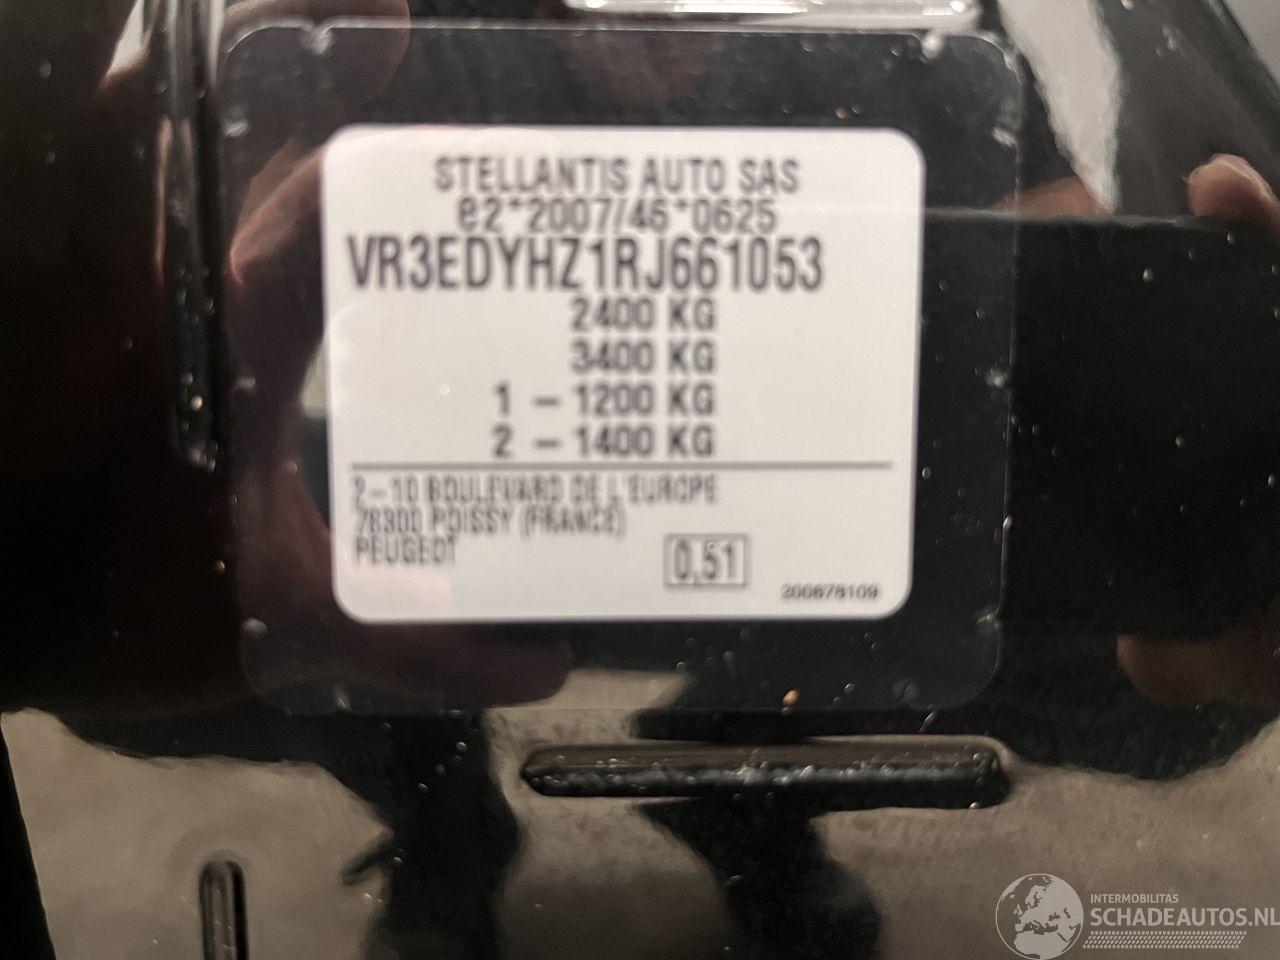 STELLANTIS AUTO SAS
e2*2007/46*0625
VR3EDYHZ1RJ661053
2400 KG
3400 KG
1 - 1200 KG
2 - 1400 KG
2-10 BOULEVARD DE L'EUROPE
78300 POISSY (FRANCE)
PEUGEOT
0,51
200678109
INTERMOBILITAS
SCHADEAUTOS.NL